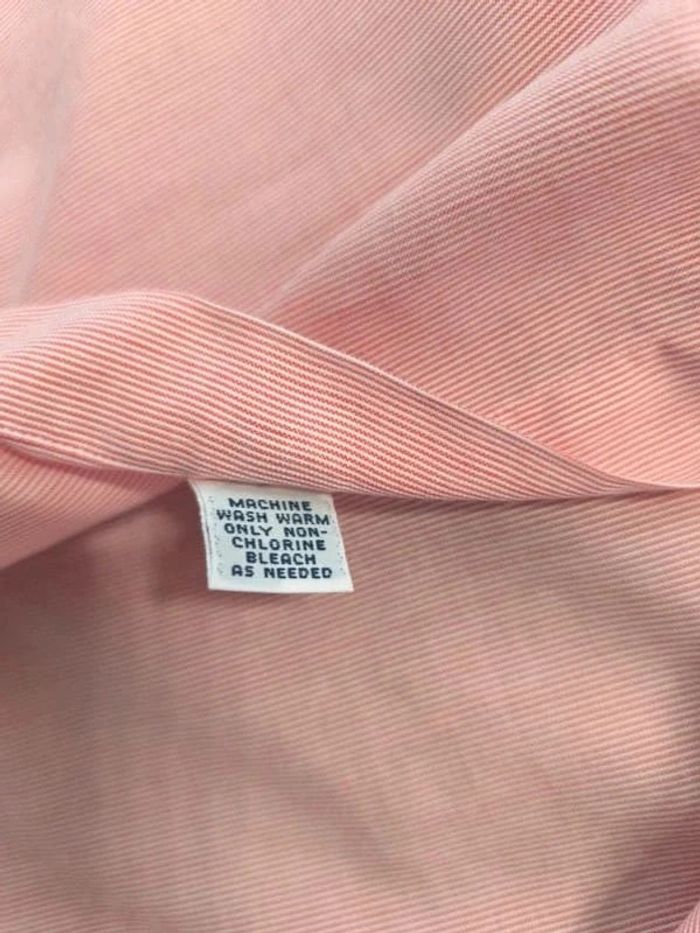 MACHINE
WASH WARM
ONLY NON-
CHLORINE
BLEACH
AS NEEDED